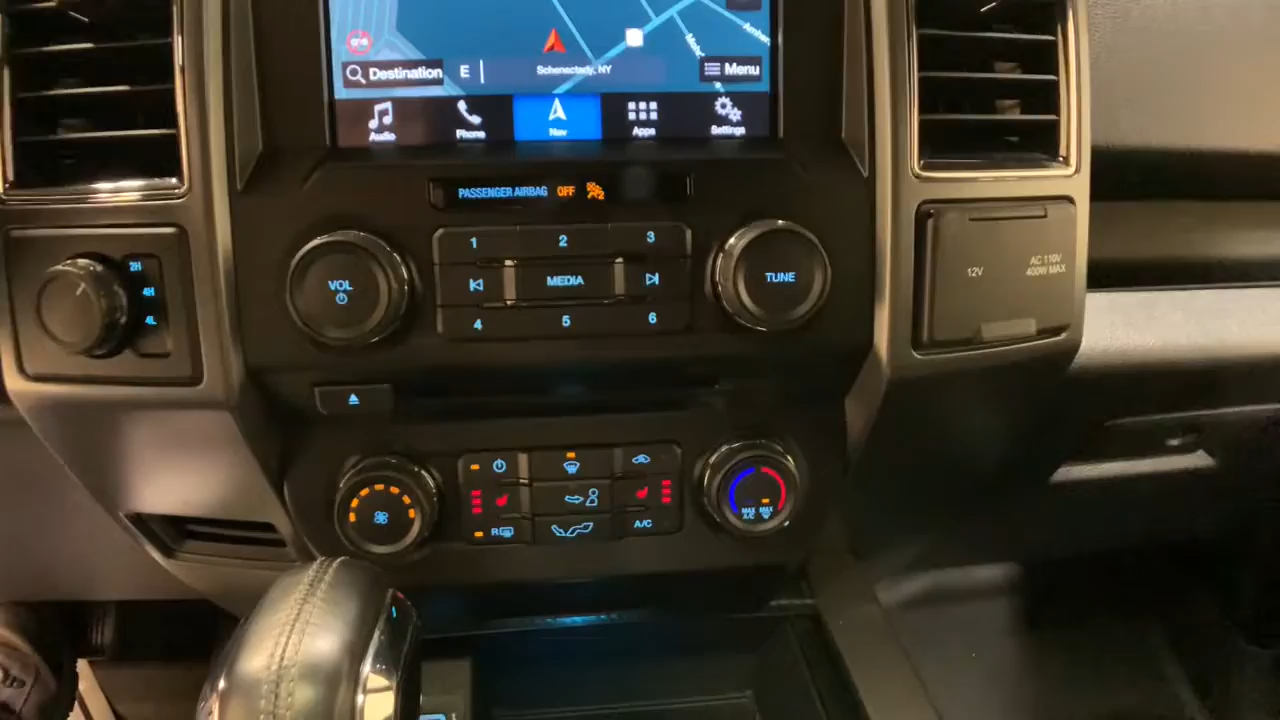 Destination
E
Schenectady, NY
Menu
Audio
Phone
Nav
Apps
Settings
PASSENGER AIRBAG OFF
2
1 2 3
VOL
MEDIA
TUNE
4 5 6
2H
4H
4L
12V
AC 110V
400W MAX
R
A/C
MAX
A/C
MAX